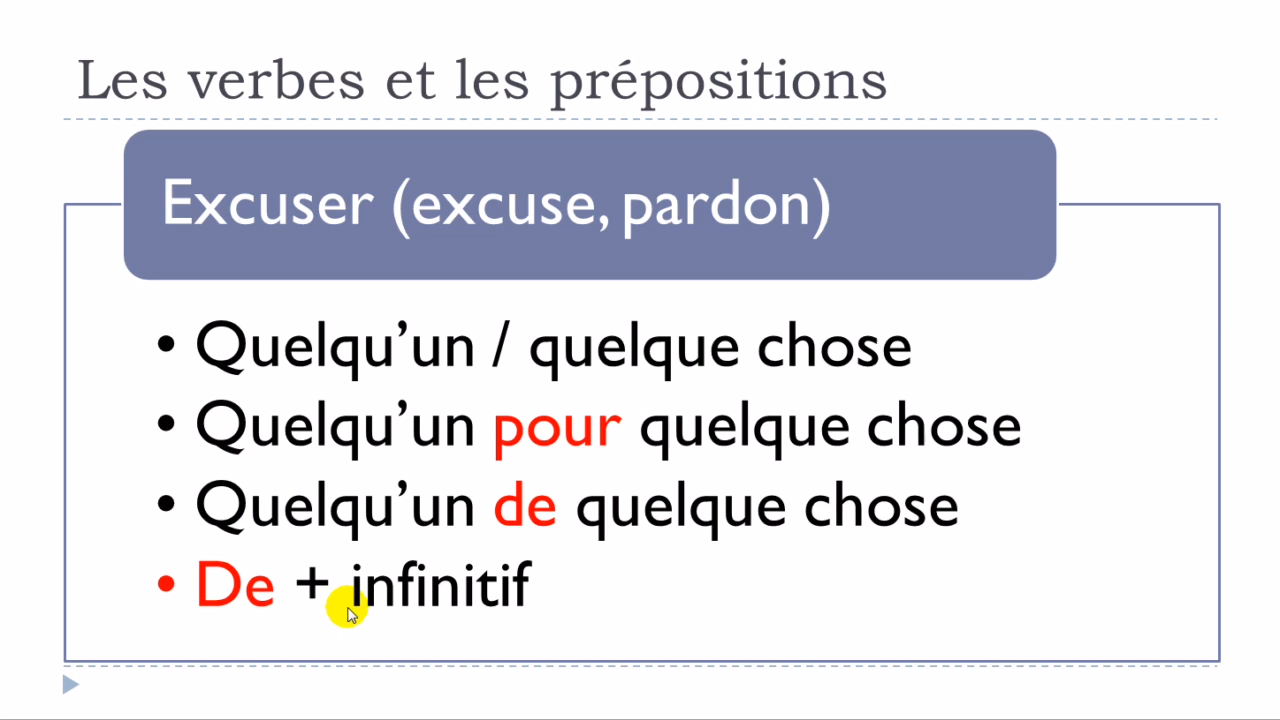 Les verbes et les prépositions
Excuser (excuse, pardon)
• Quelqu’un / quelque chose
• Quelqu’un pour quelque chose
• Quelqu’un de quelque chose
• De + infinitif